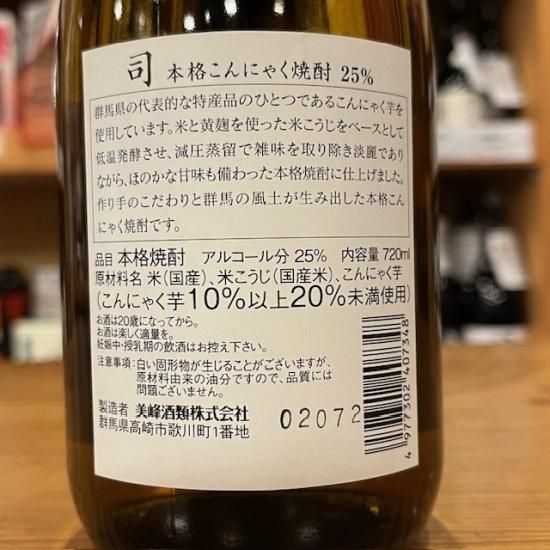 司 本格こんにゃく焼酎 25%
群馬県の代表的な特産品のひとつであるこんにゃく芋を
使用しています。米と黄麹を使った米こうじをベースとして
低温発酵させ、減圧蒸留で雑味を取り除き淡麗であり
ながら、ほのかな甘味も備わった本格焼酎に仕上げました。
作り手のこだわりと群馬の風土が生み出した本格こん
にゃく焼酎です。
品目 本格焼酎 アルコール分 25% 内容量 720ml
原材料名 米(国産)、米こうじ(国産米)、こんにゃく芋
(こんにゃく芋10%以上20%未満使用)
お酒は20歳になってから。
お酒は楽しく適量を。
妊娠中・授乳期の飲酒はお控え下さい。
注意事項:白い固形物が生じることがございますが、
原材料由来の油分ですので、品質には
問題ございません。
製造者 美峰酒類株式会社
群馬県高崎市歌川町1番地
02072
4 977302 407348